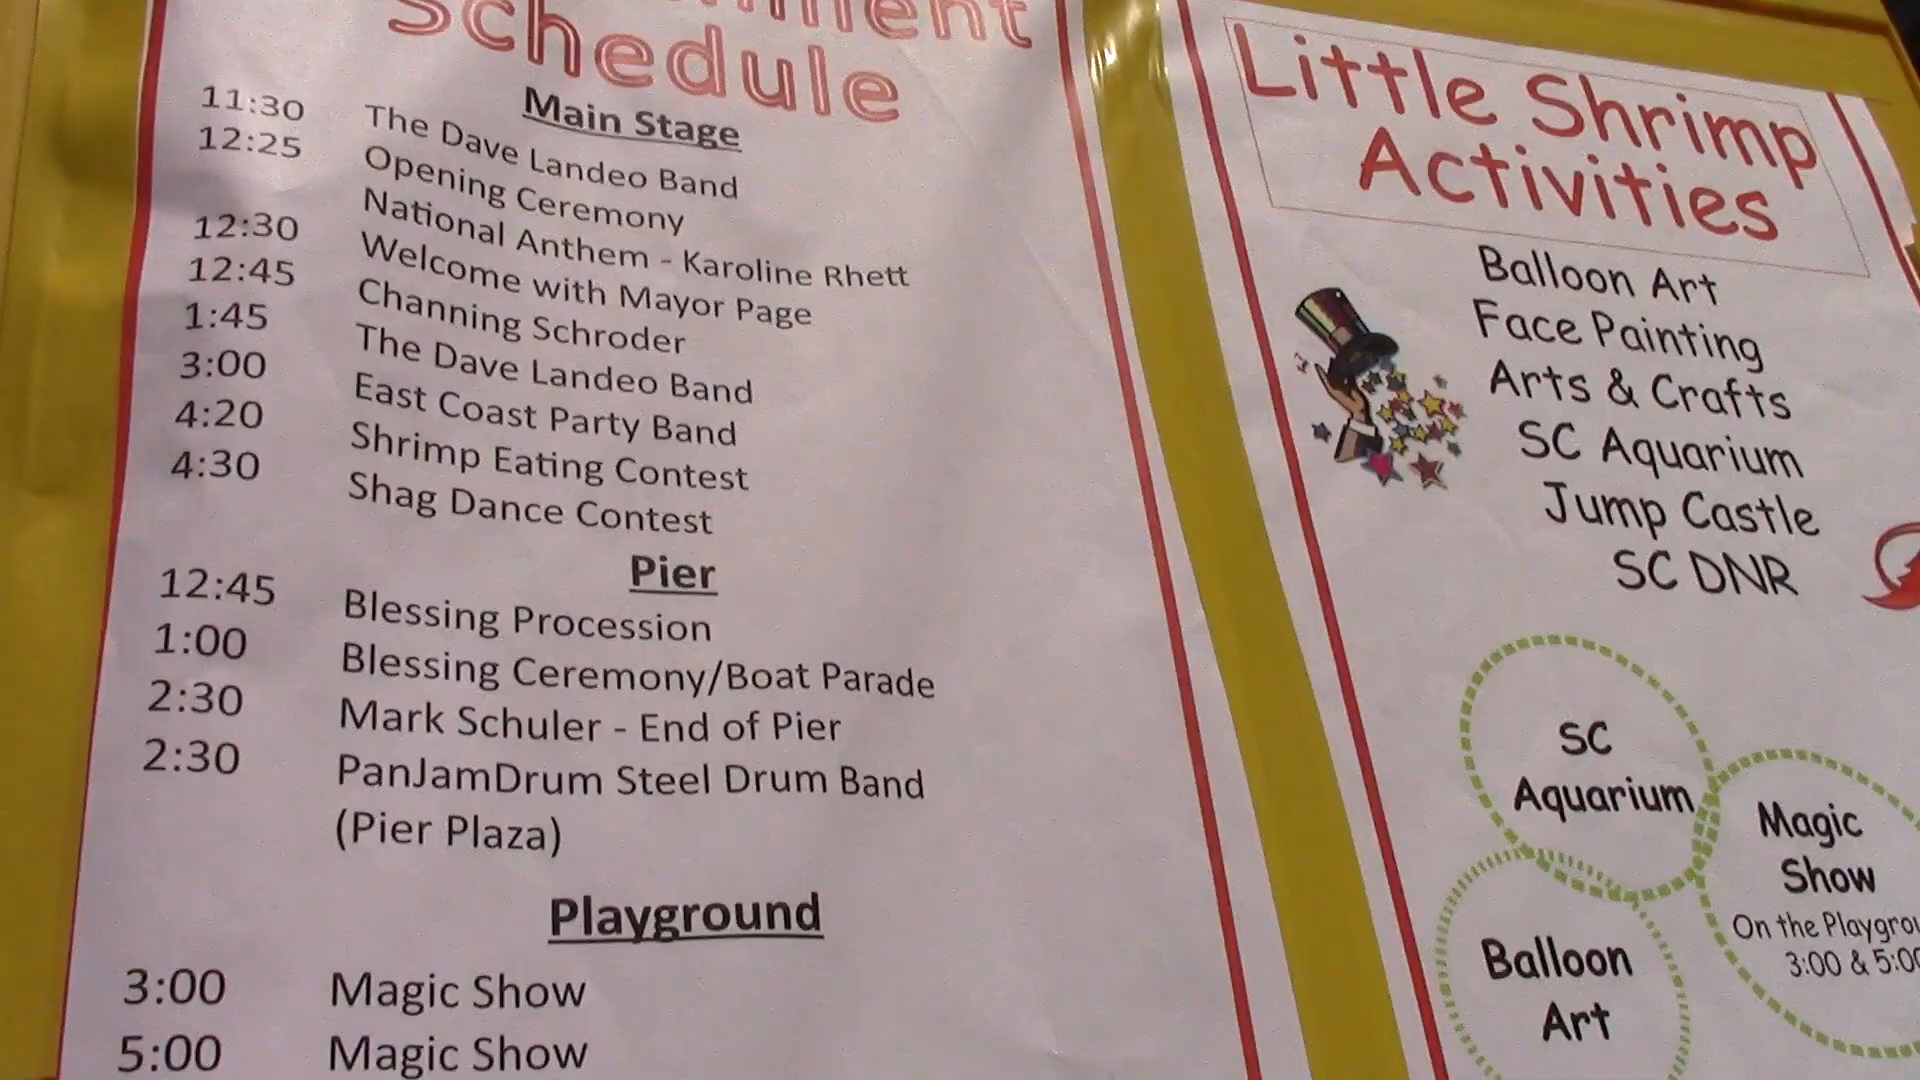 Schedule
Main Stage
11:30 The Dave Landeo Band
12:25 Opening Ceremony
National Anthem - Karoline Rhett
12:30 Welcome with Mayor Page
12:45 Channing Schroder
1:45 The Dave Landeo Band
3:00 East Coast Party Band
4:20 Shrimp Eating Contest
4:30 Shag Dance Contest
Pier
12:45 Blessing Procession
1:00 Blessing Ceremony/Boat Parade
2:30 Mark Schuler - End of Pier
2:30 PanJamDrum Steel Drum Band
(Pier Plaza)
Playground
3:00 Magic Show
5:00 Magic Show
Little Shrimp
Activities
Balloon Art
Face Painting
Arts & Crafts
SC Aquarium
Jump Castle
SC DNR
SC
Aquarium
Magic
Show
On the
3:00 &
Balloon
Art